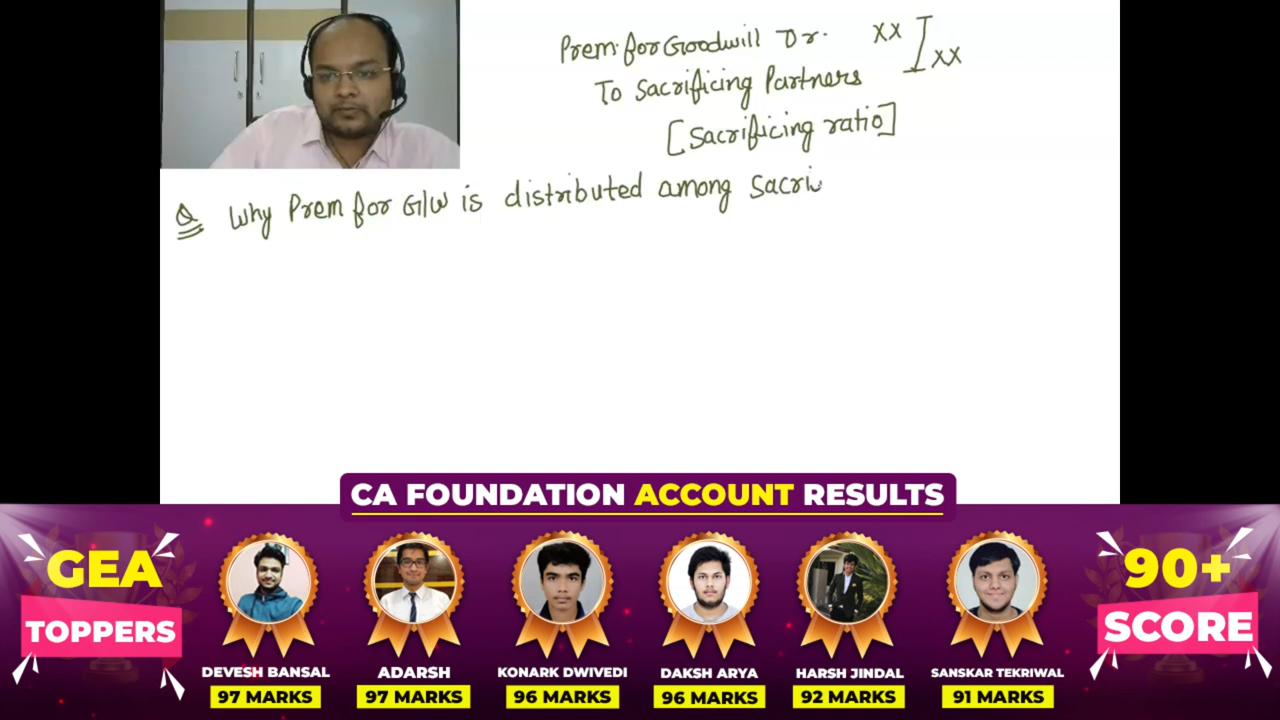 Prem. for Goodwill Dr. xx
xx
To Sacrificing Partners
[Sacrificing ratio]
Q Why Prem for G/W is distributed among Sacri
CA FOUNDATION ACCOUNT RESULTS
GEA
TOPPERS
90+
SCORE
DEVESH BANSAL
97 MARKS
ADARSH
97 MARKS
KONARK DWIVEDI
96 MARKS
DAKSH ARYA
96 MARKS
HARSH JINDAL
92 MARKS
SANSKAR TEKRIWAL
91 MARKS